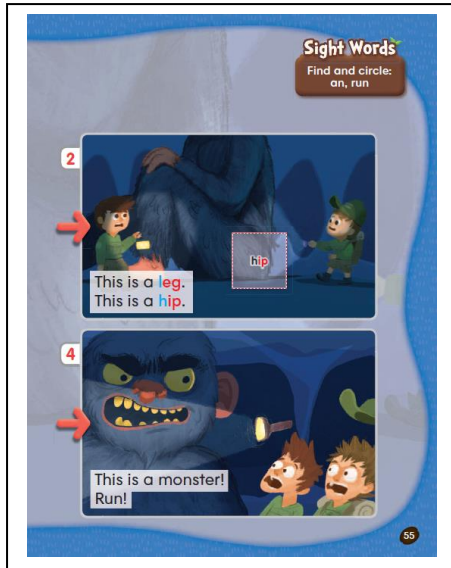 Sight Words
Find and circle:
an, run
2
hip
This is a leg.
This is a hip.
4
This is a monster!
Run!
55